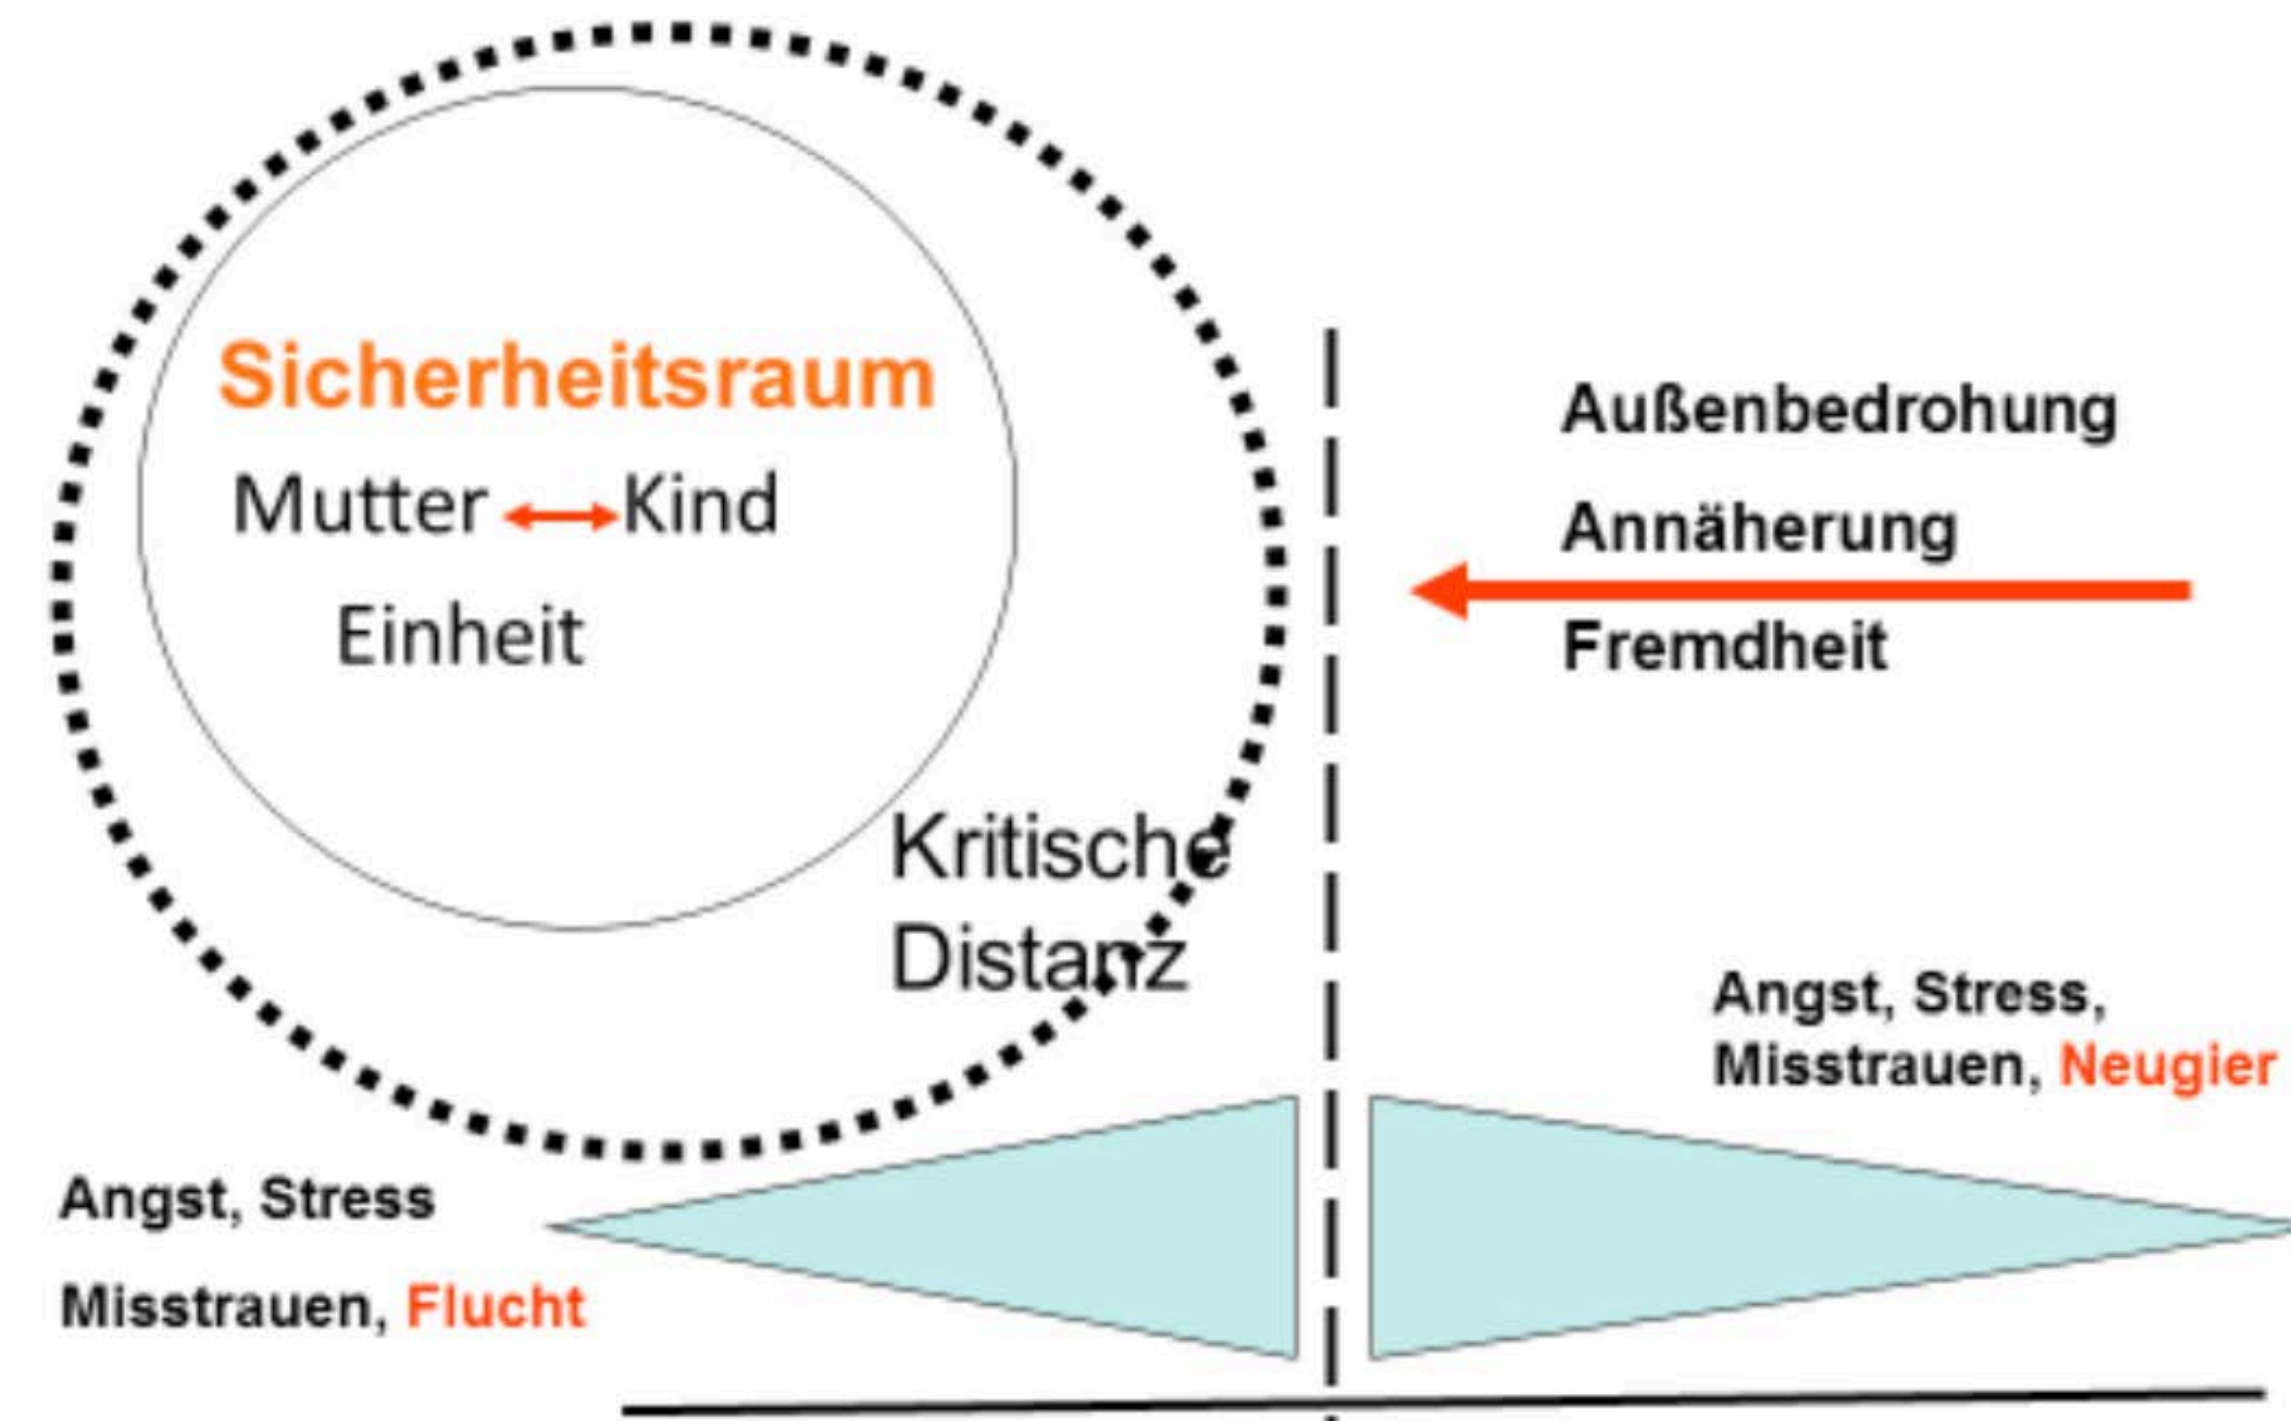 Sicherheitsraum
Mutter Kind
Einheit
Kritische
Distanz
Außenbedrohung
Annäherung
Fremdheit
Angst, Stress,
Misstrauen, Neugier
Angst, Stress
Misstrauen, Flucht